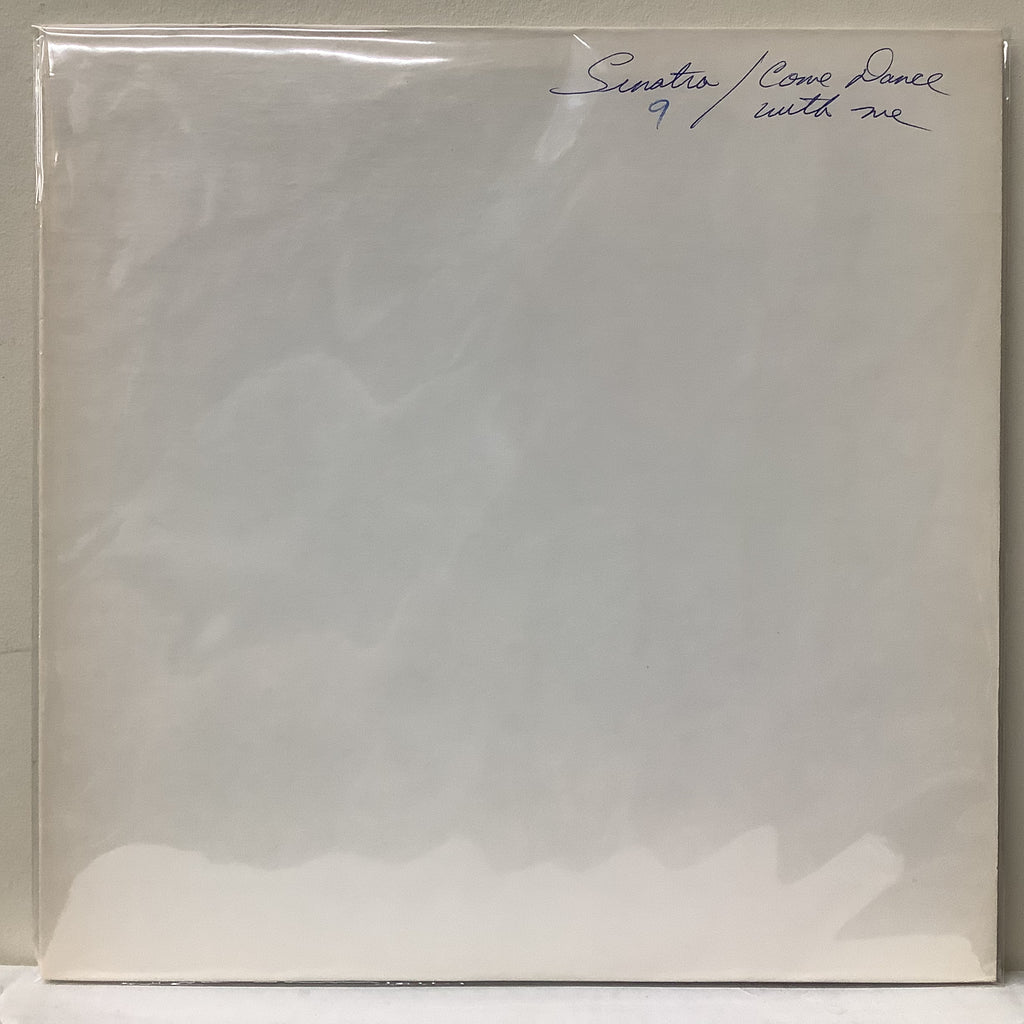 Sinatra / Come Dance
9 with me